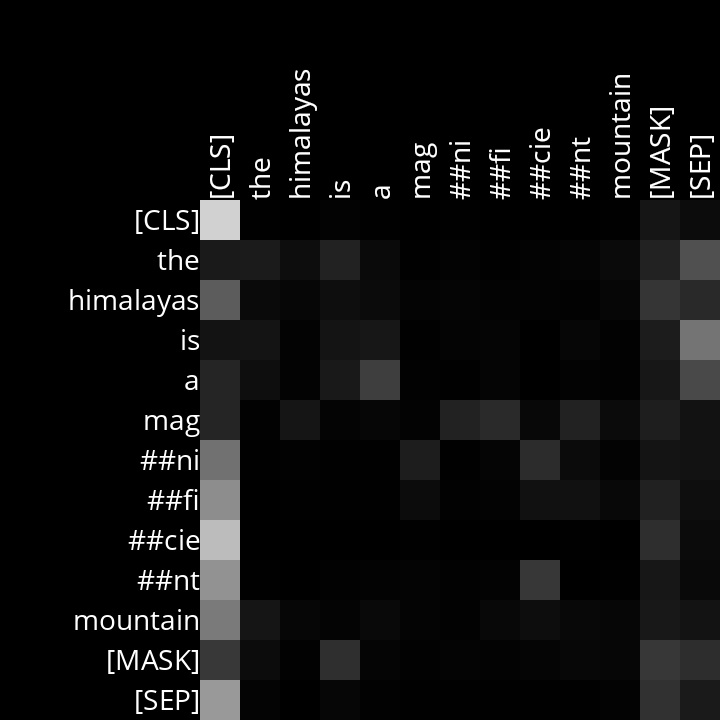 [CLS]
the
himalayas
is
a
mag
##ni
##fi
##cie
##nt
mountain
[MASK]
[SEP]
[CLS]
the
himalayas
is
a
mag
##ni
##fi
##cie
##nt
mountain
[MASK]
[SEP]